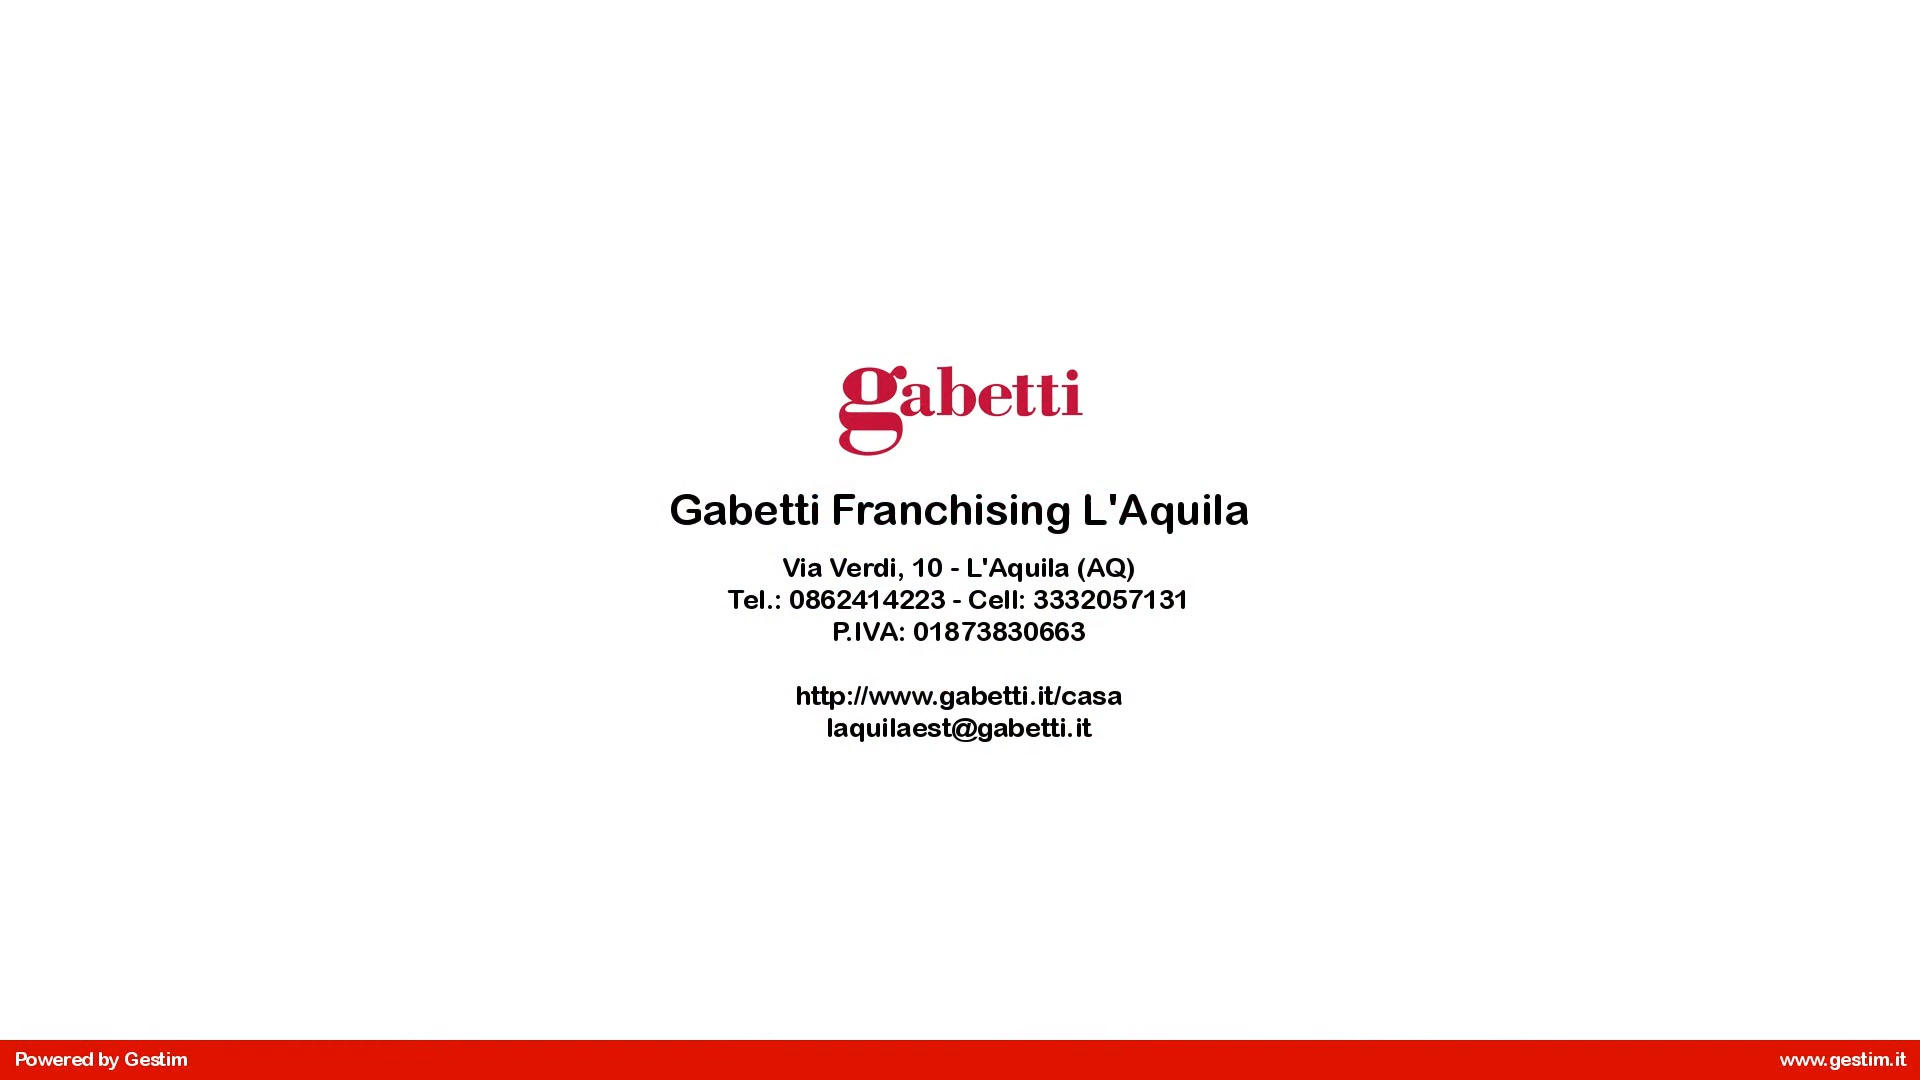 gabetti
Gabetti Franchising L'Aquila
Via Verdi, 10 - L'Aquila (AQ)
Tel.: 0862414223 - Cell: 3332057131
P.IVA: 01873830663
http://www.gabetti.it/casa
laquilaest@gabetti.it
Powered by Gestim
www.gestim.it